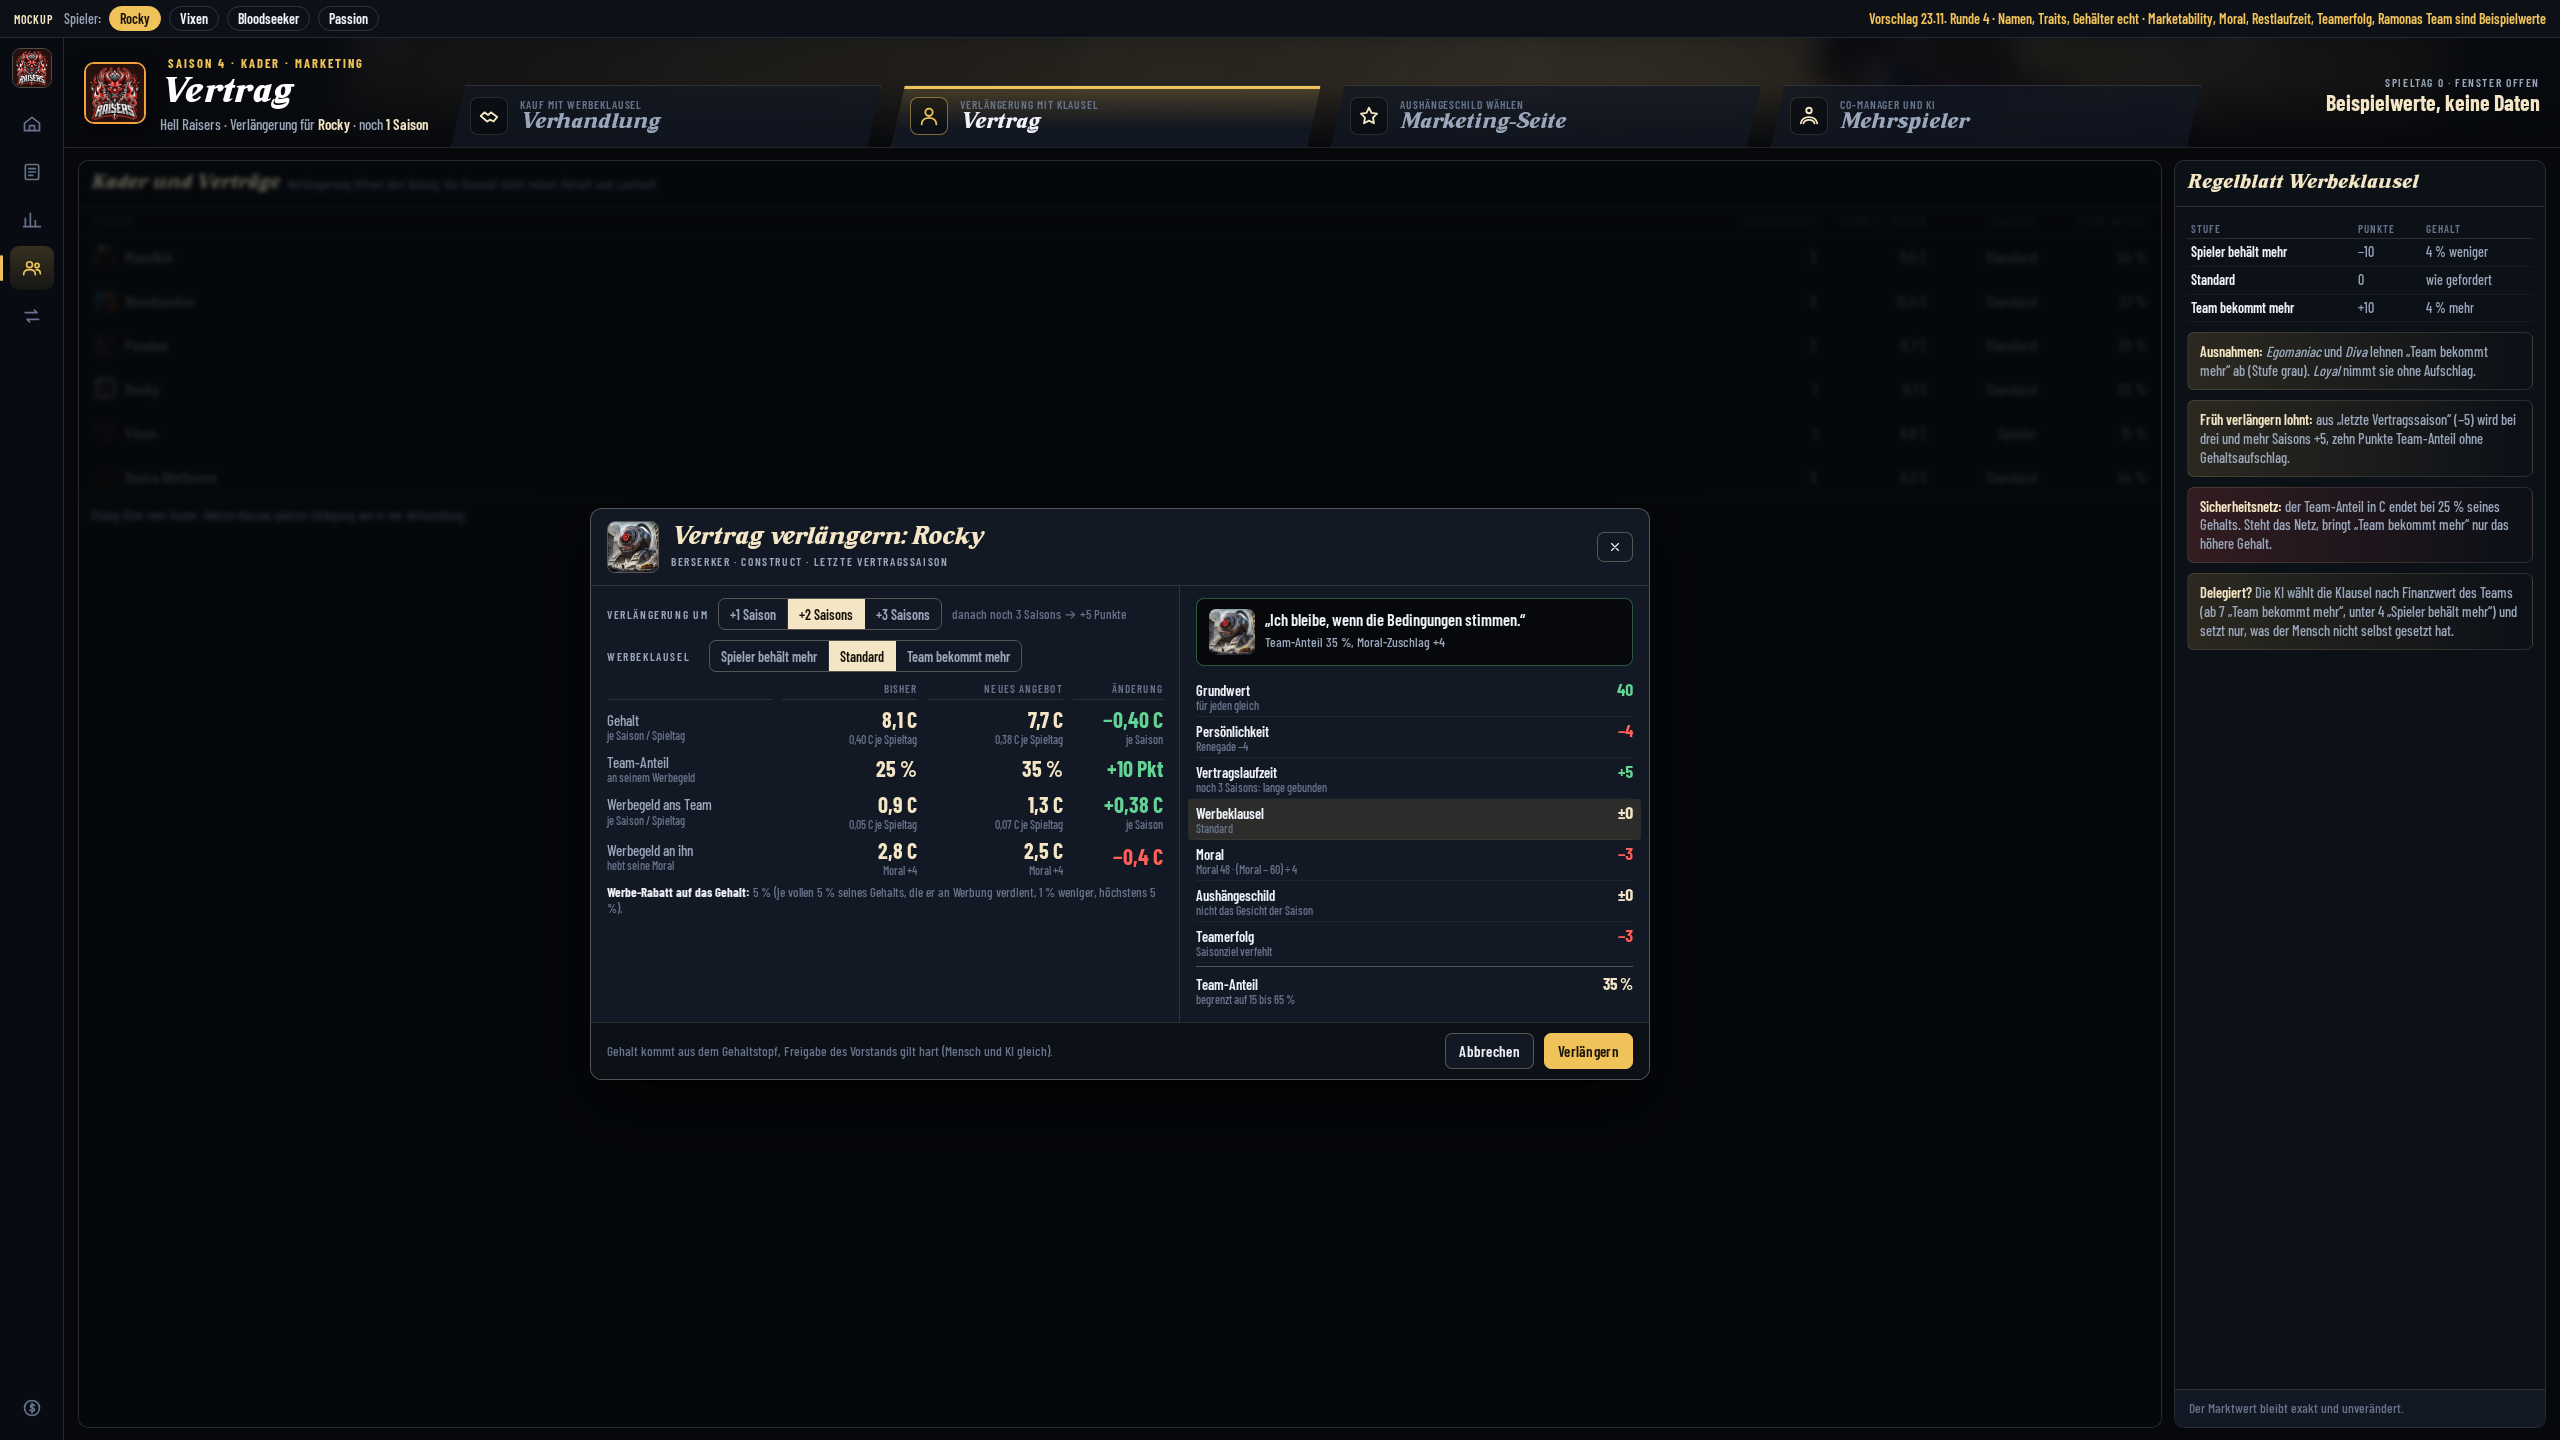 MOCKUP Spieler: Rocky Vixen Bloodseeker Passion
Vorschlag 23.11. Runde 4 · Namen, Traits, Gehälter echt · Marketability, Moral, Restlaufzeit, Teamerfolg, Ramonas Team sind Beispielwerte
SAISON 4 · KADER · MARKETING
Vertrag
Hell Raisers · Verlängerung für Rocky · noch 1 Saison
KAUF MIT WERBEKLAUSEL
Verhandlung
VERLÄNGERUNG MIT KLAUSEL
Vertrag
AUSHÄNGESCHILD WÄHLEN
Marketing-Seite
CO-MANAGER UND KI
Mehrspieler
SPIELTAG 0 · FENSTER OFFEN
Beispielwerte, keine Daten
Kader und Verträge
Vertrag verlängern: Rocky
BERSERKER · CONSTRUCT · LETZTE VERTRAGSSAISON
VERLÄNGERUNG UM +1 Saison +2 Saisons +3 Saisons danach noch 3 Saisons → +5 Punkte
WERBEKLAUSEL Spieler behält mehr Standard Team bekommt mehr
BISHER NEUES ANGEBOT ÄNDERUNG
Gehalt 8,1 C 7,7 C −0,40 C
je Saison / Spieltag 0,40 C je Spieltag 0,38 C je Spieltag je Saison
Team-Anteil 25 % 35 % +10 Pkt
an seinem Werbegeld
Werbegeld ans Team 0,9 C 1,3 C +0,38 C
je Saison / Spieltag 0,05 C je Spieltag 0,07 C je Spieltag je Saison
Werbegeld an ihn 2,8 C 2,5 C −0,4 C
hebt seine Moral Moral +4 Moral +4
Werbe-Rabatt auf das Gehalt: 5 % (je vollen 5 % seines Gehalts, die er an Werbung verdient, 1 % weniger, höchstens 5
%).
„Ich bleibe, wenn die Bedingungen stimmen.“
Team-Anteil 35 %, Moral-Zuschlag +4
Grundwert 40
für jeden gleich
Persönlichkeit −4
Renegade −4
Vertragslaufzeit +5
noch 3 Saisons: lange gebunden
Werbeklausel ±0
Standard
Moral −3
Moral 48 · (Moral − 60) ÷ 4
Aushängeschild ±0
nicht das Gesicht der Saison
Teamerfolg −3
Saisonziel verfehlt
Team-Anteil 35 %
begrenzt auf 15 bis 65 %
Gehalt kommt aus dem Gehaltstopf, Freigabe des Vorstands gilt hart (Mensch und KI gleich).
Abbrechen Verlängern
Regelblatt Werbeklausel
STUFE PUNKTE GEHALT
Spieler behält mehr −10 4 % weniger
Standard 0 wie gefordert
Team bekommt mehr +10 4 % mehr
Ausnahmen: Egomaniac und Diva lehnen „Team bekommt
mehr“ ab (Stufe grau). Loyal nimmt sie ohne Aufschlag.
Früh verlängern lohnt: aus „letzte Vertragssaison“ (−5) wird bei
drei und mehr Saisons +5, zehn Punkte Team-Anteil ohne
Gehaltsaufschlag.
Sicherheitsnetz: der Team-Anteil in C endet bei 25 % seines
Gehalts. Steht das Netz, bringt „Team bekommt mehr“ nur das
höhere Gehalt.
Delegiert? Die KI wählt die Klausel nach Finanzwert des Teams
(ab 7 „Team bekommt mehr“, unter 4 „Spieler behält mehr“) und
setzt nur, was der Mensch nicht selbst gesetzt hat.
Der Marktwert bleibt exakt und unverändert.